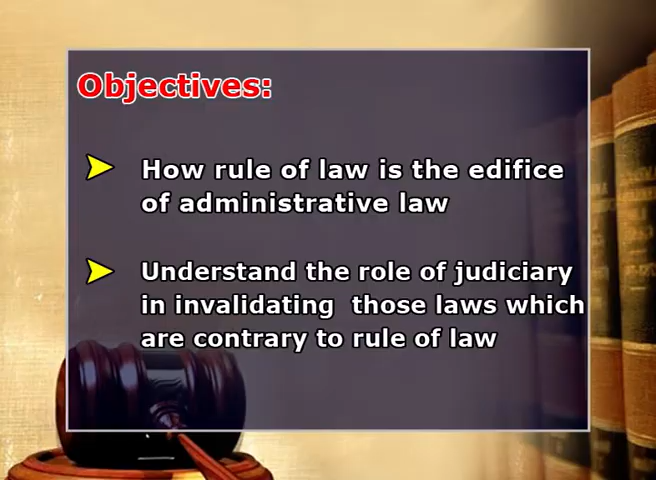 Objectives:
How rule of law is the edifice
of administrative law
Understand the role of judiciary
in invalidating those laws which
are contrary to rule of law